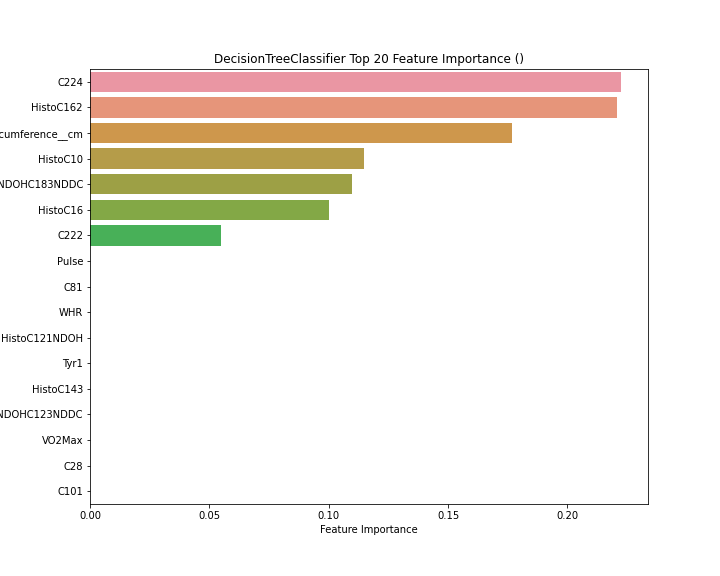 DecisionTreeClassifier Top 20 Feature Importance ()
C224
HistoC162
cumference__cm
HistoC10
NDOHC183NDDC
HistoC16
C222
Pulse
C81
WHR
HistoC121NDOH
Tyr1
HistoC143
NDOHC123NDDC
VO2Max
C28
C101
0.00 0.05 0.10 0.15 0.20
Feature Importance